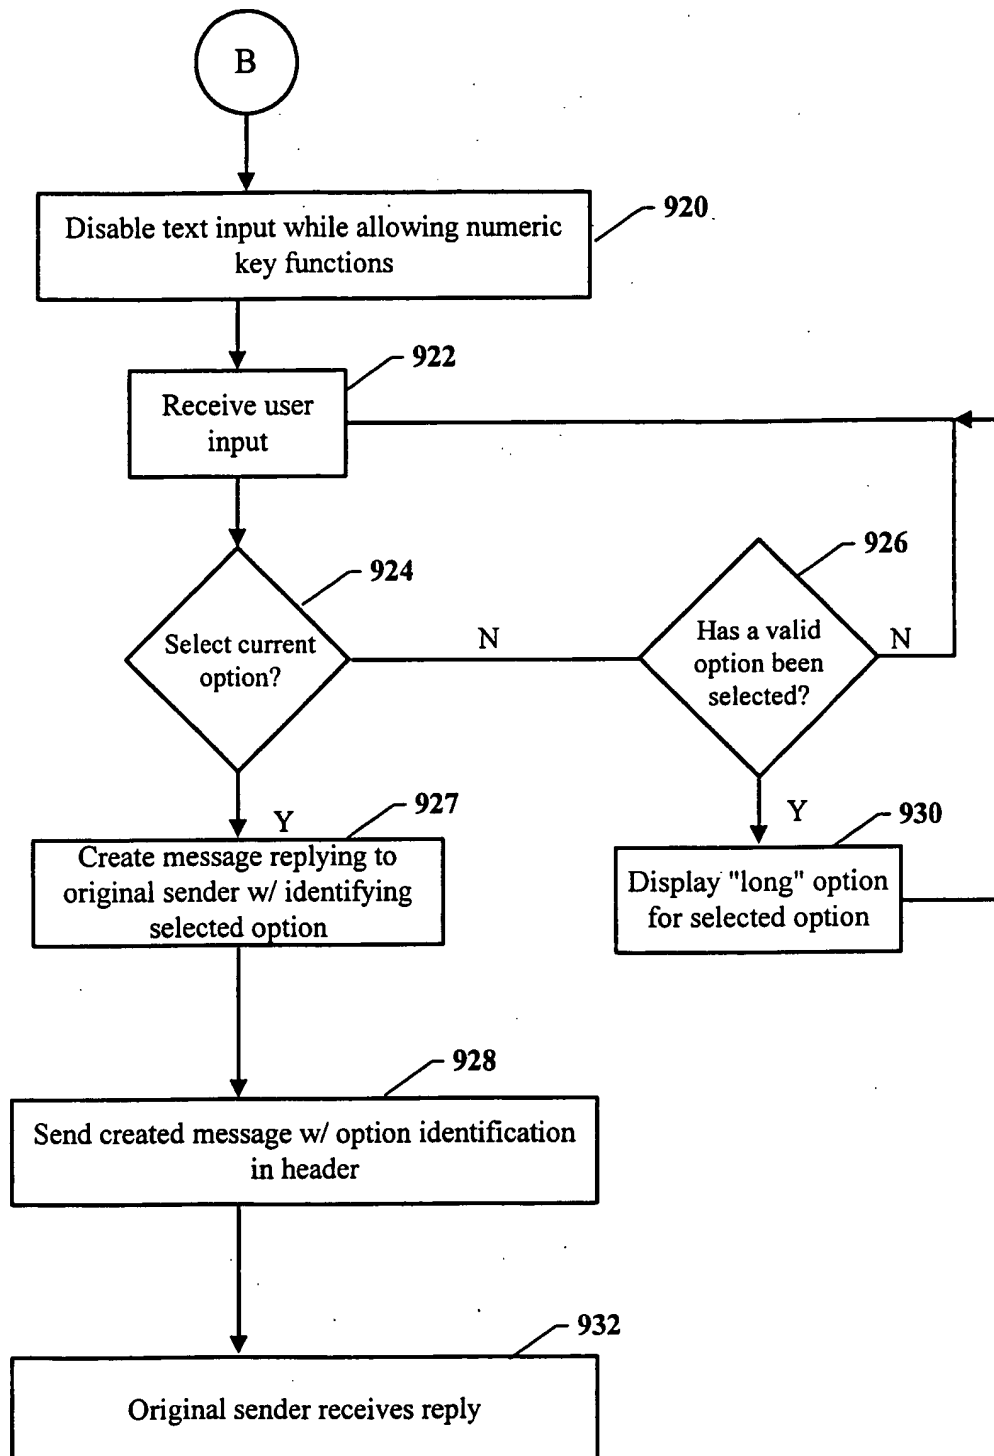 B
920
Disable text input while allowing numeric
key functions
922
Receive user
input
924
Select current
option?
N
926
Has a valid
option been
selected?
N
Y
927
Create message replying to
original sender w/ identifying
selected option
Y
930
Display "long" option
for selected option
928
Send created message w/ option identification
in header
932
Original sender receives reply